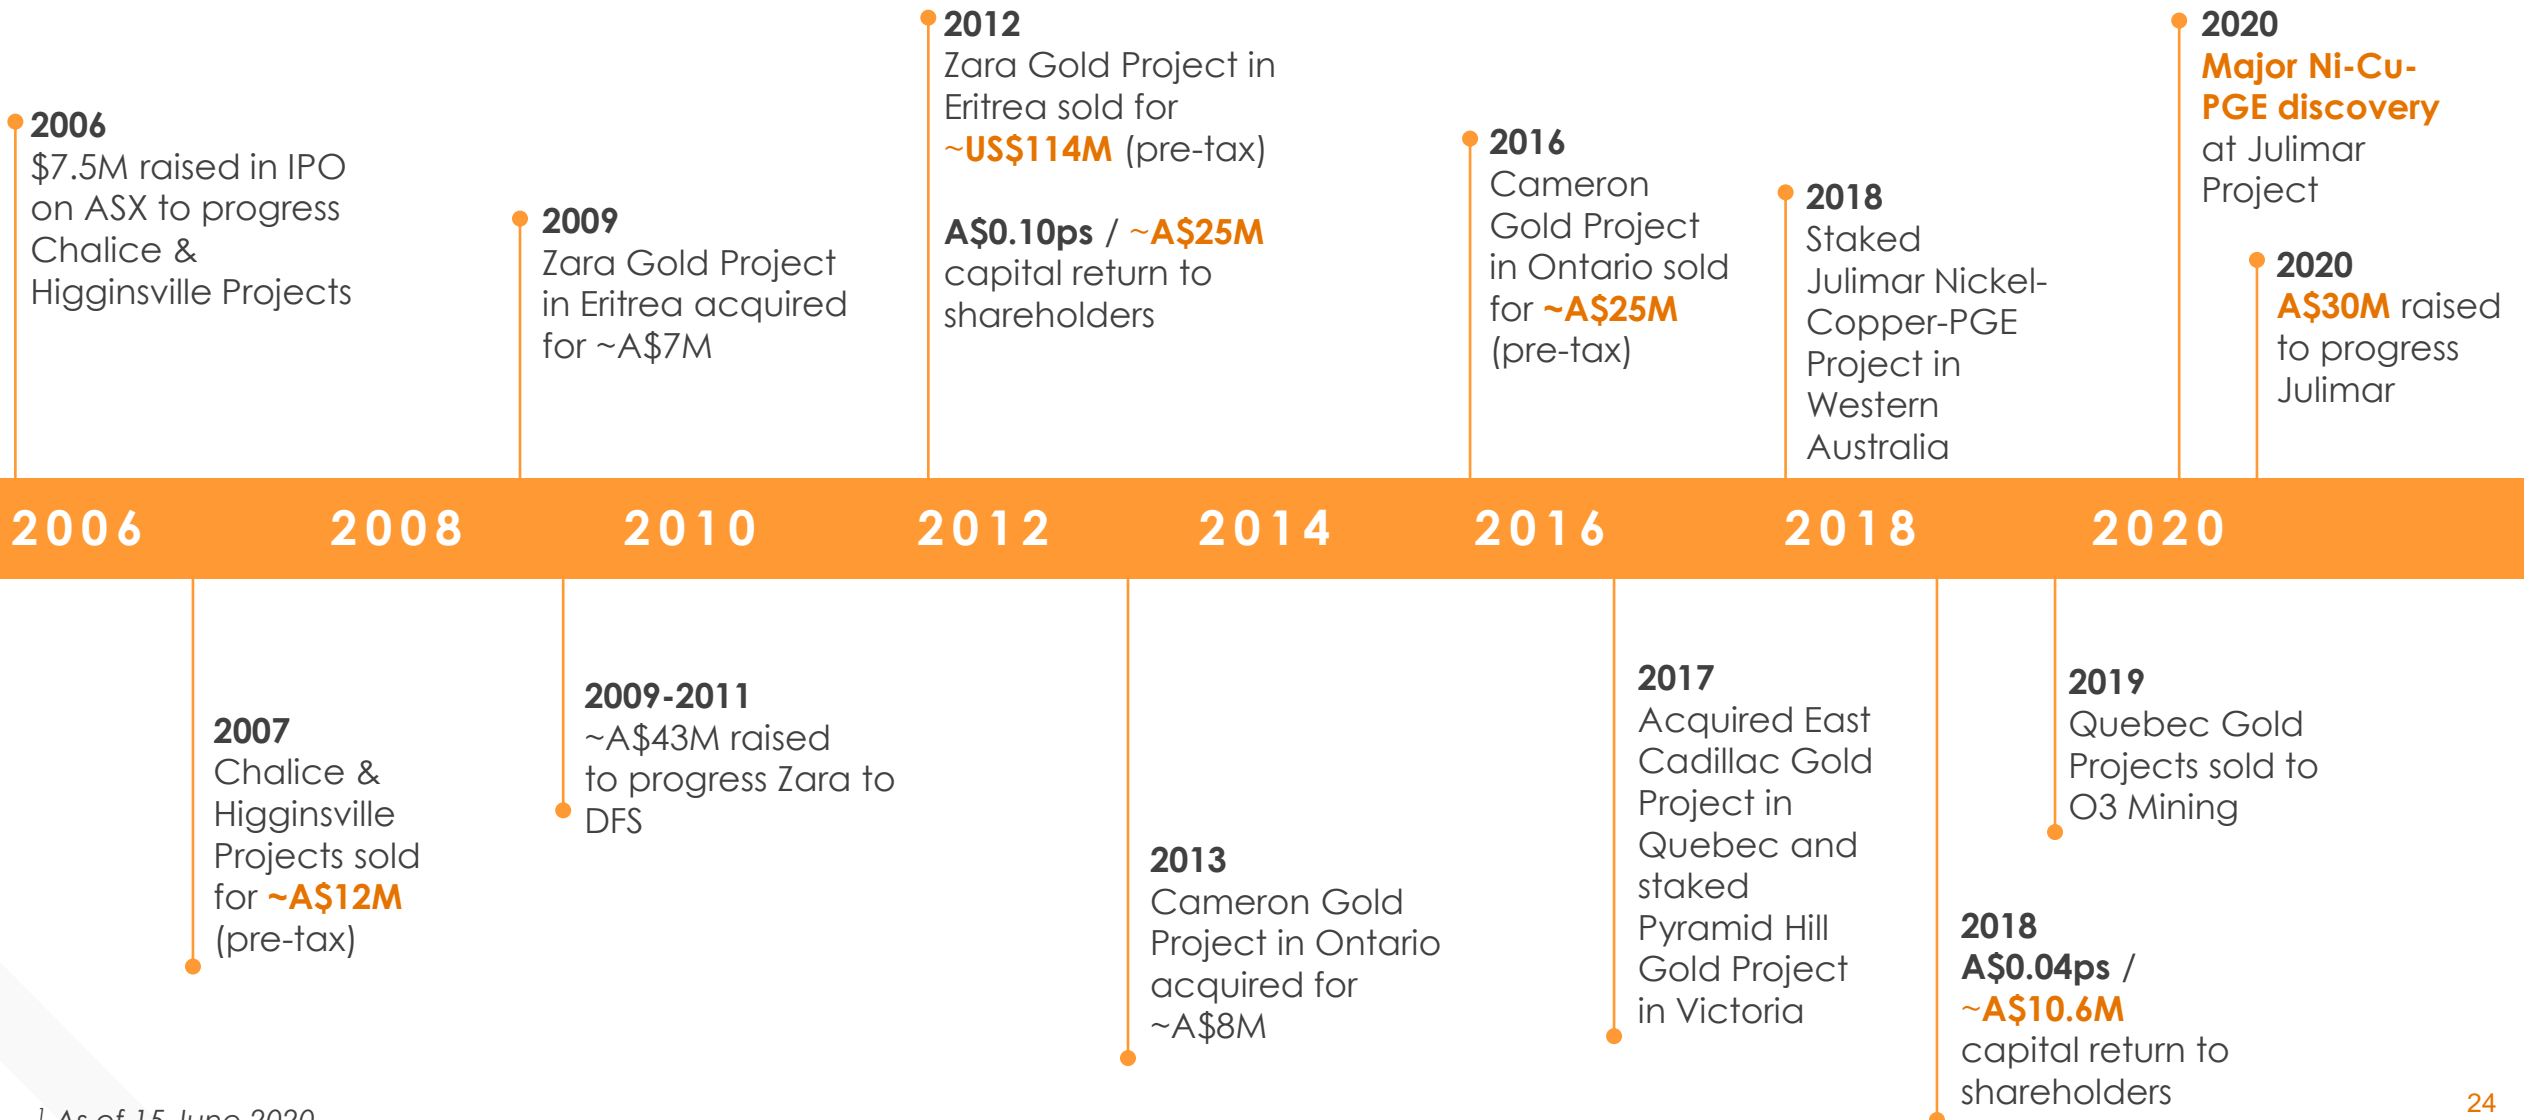 2006
$7.5M raised in IPO
on ASX to progress
Chalice &
Higginsville Projects
2009
Zara Gold Project
in Eritrea acquired
for ~A$7M
2012
Zara Gold Project in
Eritrea sold for
~US$114M (pre-tax)
A$0.10ps / ~A$25M
capital return to
shareholders
2016
Cameron
Gold Project
in Ontario sold
for ~A$25M
(pre-tax)
2018
Staked
Julimar Nickel-
Copper-PGE
Project in
Western
Australia
2020
Major Ni-Cu-
PGE discovery
at Julimar
Project
2020
A$30M raised
to progress
Julimar
2006 2008 2010 2012 2014 2016 2018 2020
2007
Chalice &
Higginsville
Projects sold
for ~A$12M
(pre-tax)
2009-2011
~A$43M raised
to progress Zara to
DFS
2013
Cameron Gold
Project in Ontario
acquired for
~A$8M
2017
Acquired East
Cadillac Gold
Project in
Quebec and
staked
Pyramid Hill
Gold Project
in Victoria
2018
A$0.04ps /
~A$10.6M
capital return to
shareholders
2019
Quebec Gold
Projects sold to
O3 Mining
1 As of 15 June 2020
24